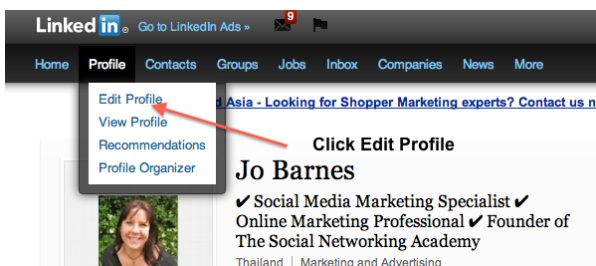 Linked in ® Go to LinkedIn Ads » 9
Home Profile Contacts Groups Jobs Inbox Companies News More
Edit Profile
d Asia - Looking for Shopper Marketing experts? Contact us n
View Profile
Recommendations
Click Edit Profile
Profile Organizer
Jo Barnes
✔ Social Media Marketing Specialist ✔
Online Marketing Professional ✔ Founder of
The Social Networking Academy
Thailand | Marketing and Advertising